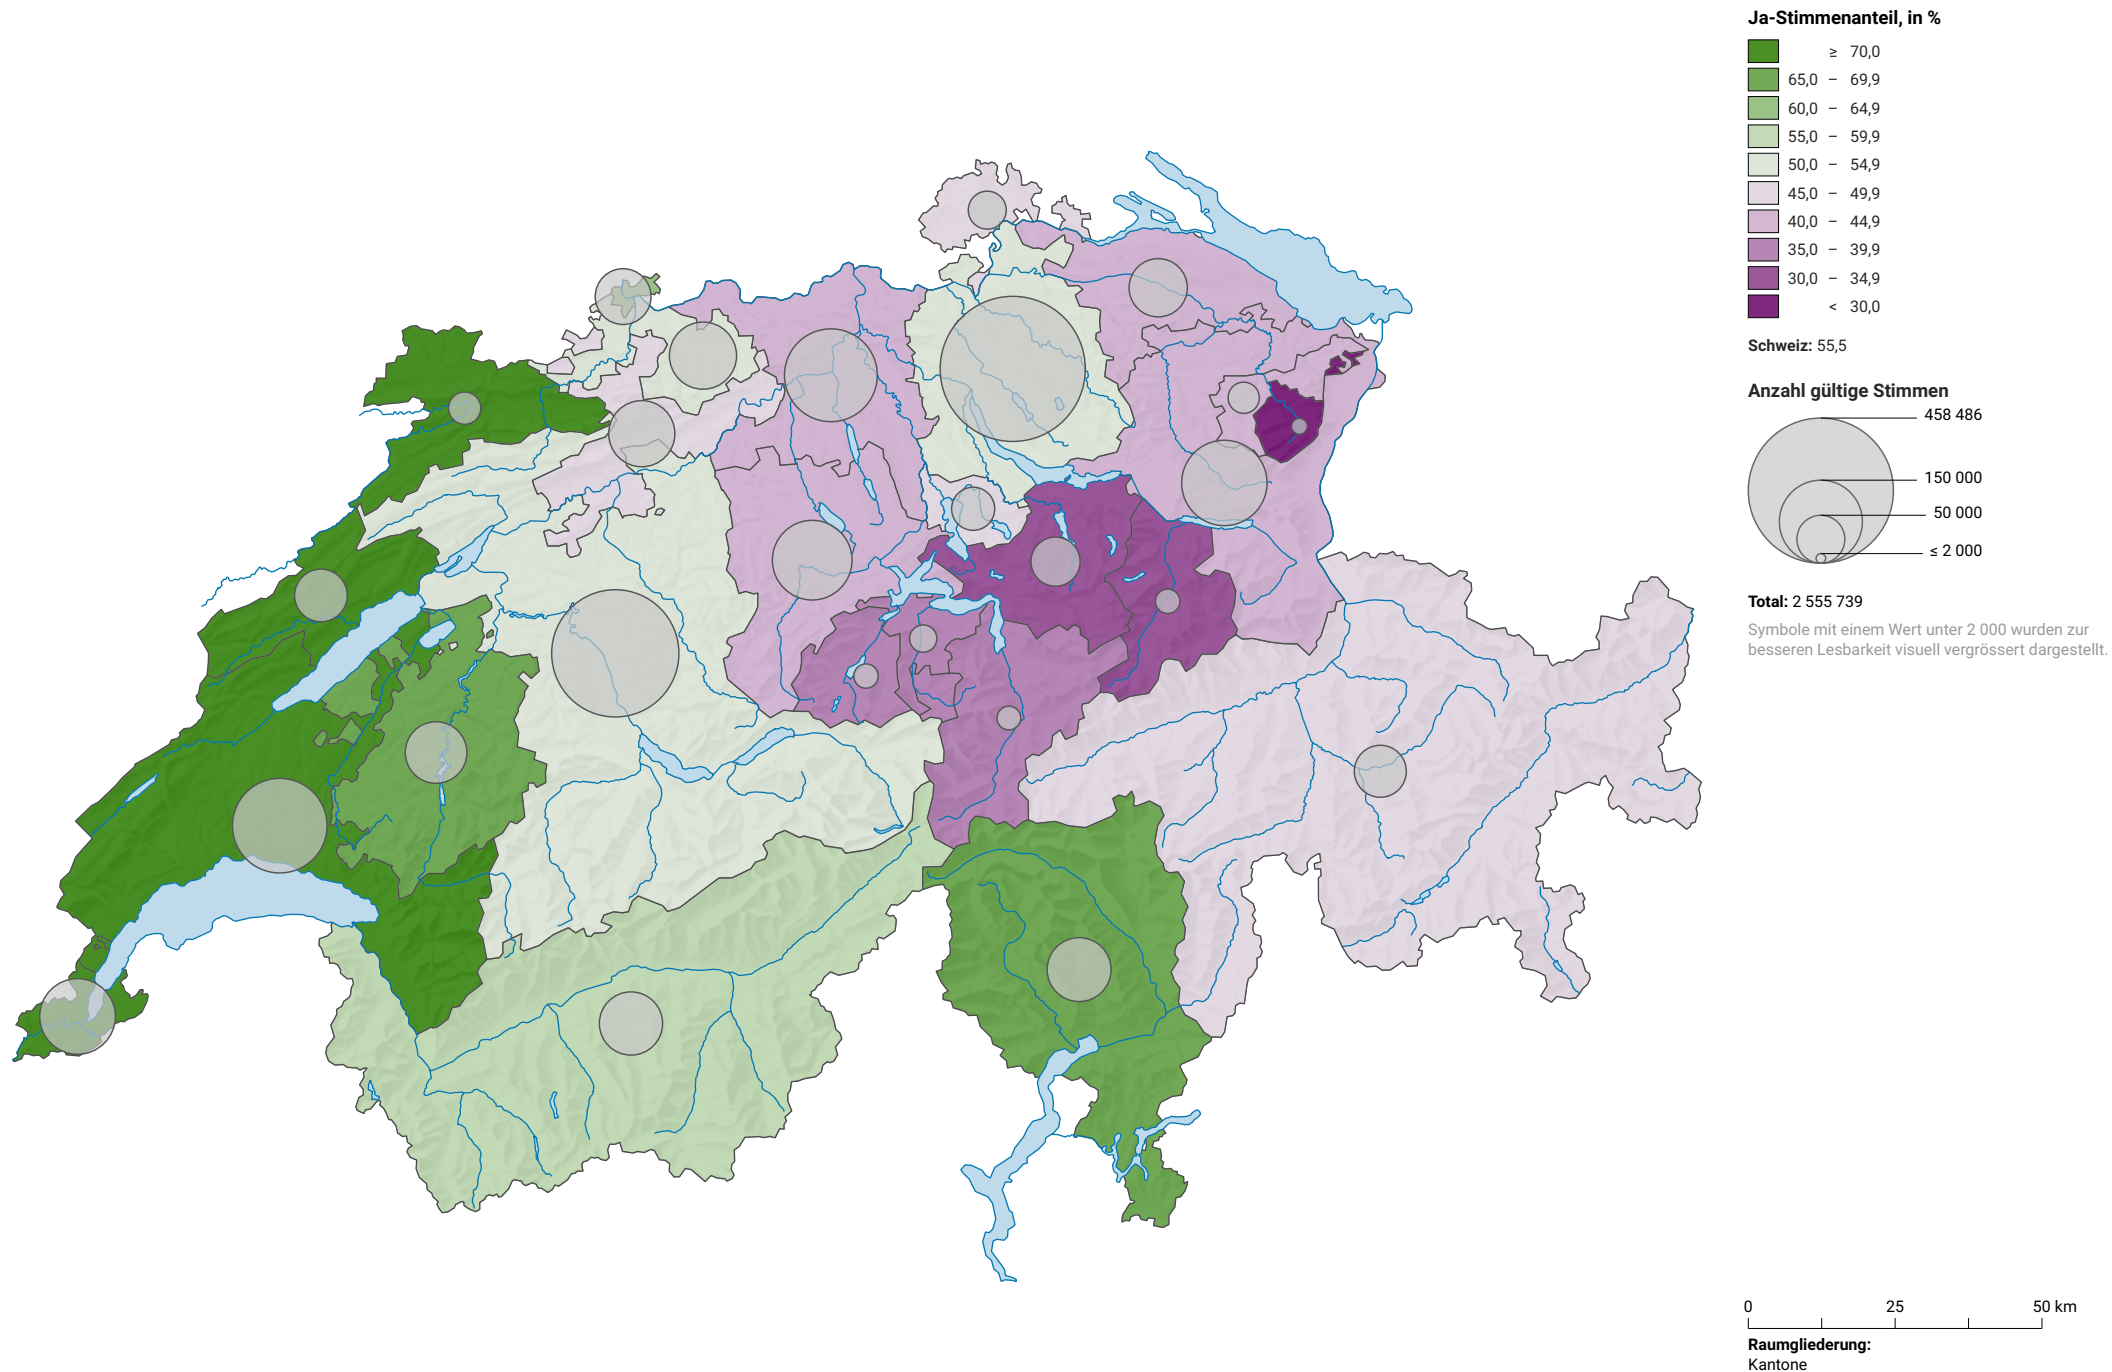 Ja-Stimmenanteil, in %
≥ 70,0
65,0 – 69,9
60,0 – 64,9
55,0 – 59,9
50,0 – 54,9
45,0 – 49,9
40,0 – 44,9
35,0 – 39,9
30,0 – 34,9
< 30,0
Schweiz: 55,5
Anzahl gültige Stimmen
458 486
150 000
50 000
≤ 2 000
Total: 2 555 739
Symbole mit einem Wert unter 2 000 wurden zur
besseren Lesbarkeit visuell vergrössert dargestellt.
0 25 50 km
Raumgliederung:
Kantone